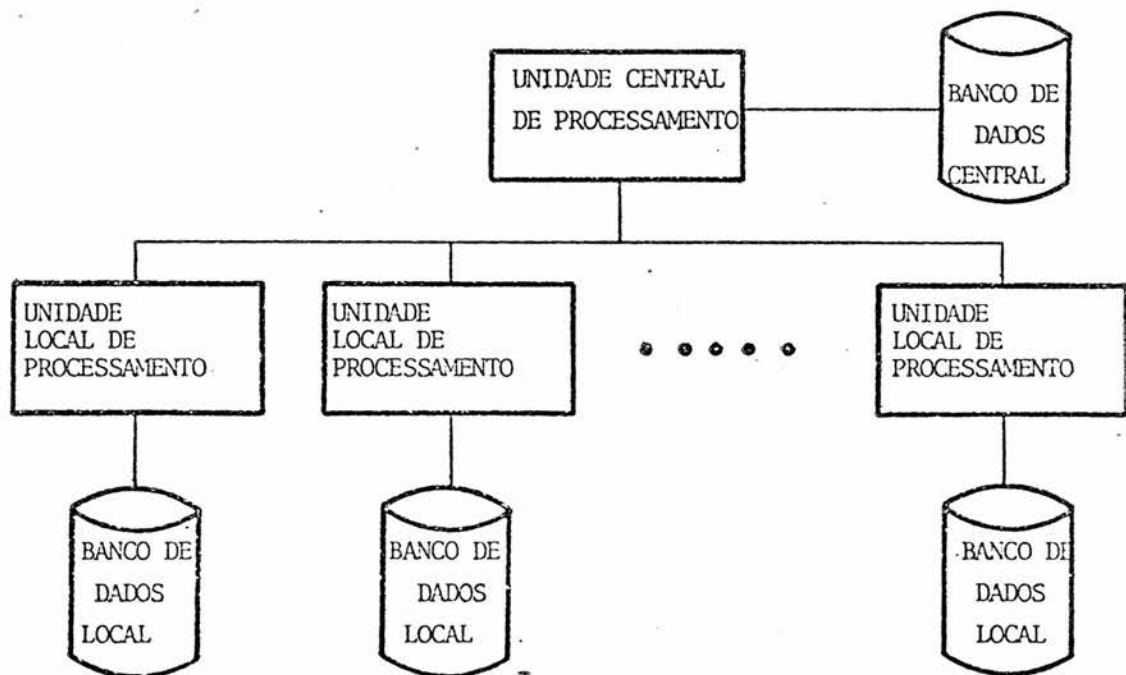 UNIDADE CENTRAL
DE PROCESSAMENTO
BANCO DE
DADOS
CENTRAL
UNIDADE
LOCAL DE
PROCESSAMENTO
UNIDADE
LOCAL DE
PROCESSAMENTO
UNIDADE
LOCAL DE
PROCESSAMENTO
BANCO DE
DADOS
LOCAL
BANCO DE
DADOS
LOCAL
BANCO DE
DADOS
LOCAL